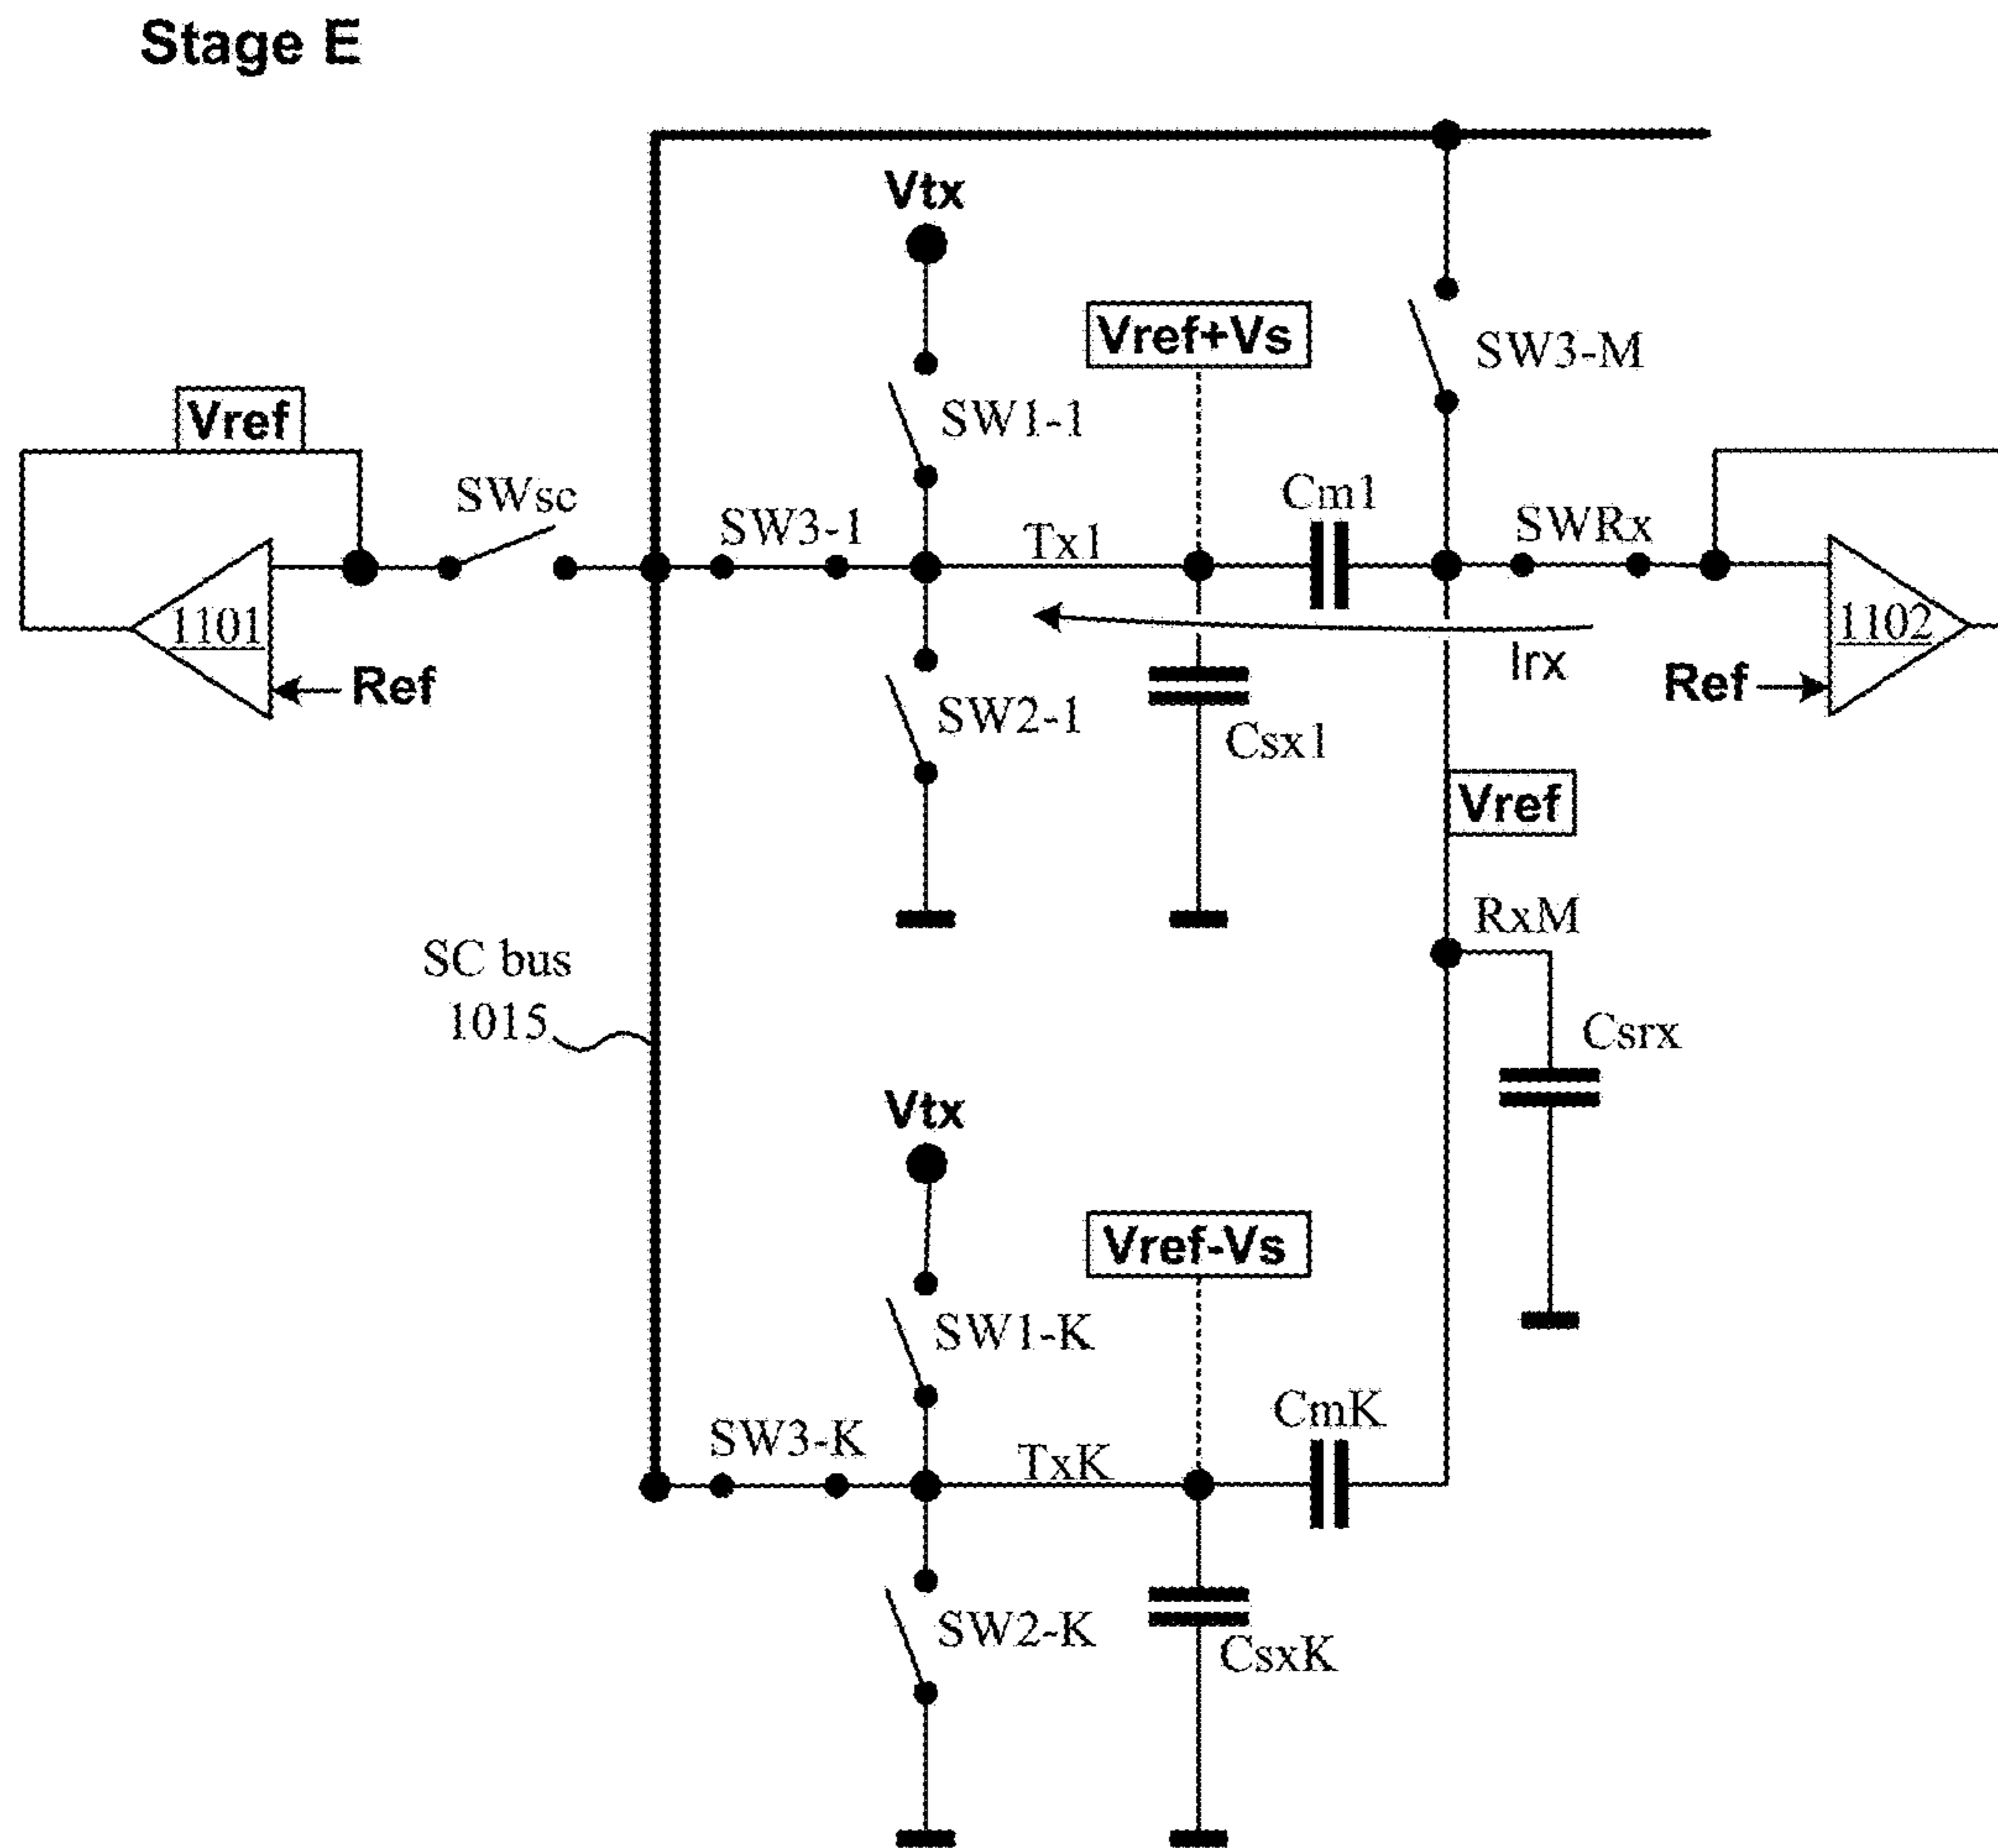 Stage E
Vtx
Vref+Vs
SW3-M
Vref
SW1-1
SWsc
Cm1
SW3-1
Tx1
SWRx
1101
1102
Ref
Irx
Ref
SW2-1
Csx1
Vref
RxM
SC bus
1015
Csrx
Vtx
Vref-Vs
SW1-K
CmK
SW3-K
TxK
SW2-K
CsxK